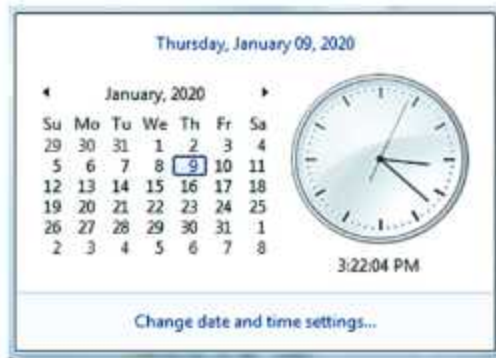 Thursday, January 09, 2020
January, 2020
Su Mo Tu We Th Fr Sa
29 30 31 1 2 3 4
5 6 7 8 9 10 11
12 13 14 15 16 17 18
19 20 21 22 23 24 25
26 27 28 29 30 31 1
2 3 4 5 6 7 8
3:22:04 PM
Change date and time settings...